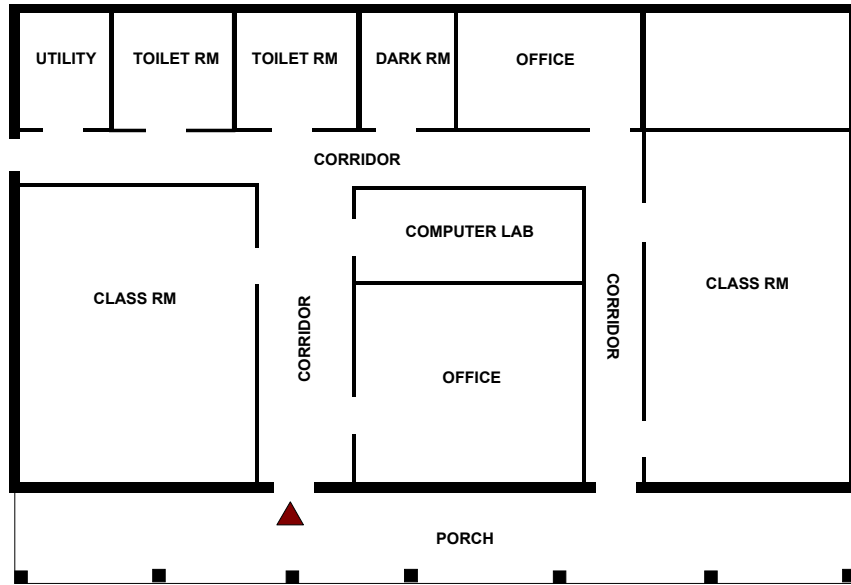 UTILITY
TOILET RM
TOILET RM
DARK RM
OFFICE
CORRIDOR
COMPUTER LAB
CLASS RM
CORRIDOR
CORRIDOR
CLASS RM
OFFICE
PORCH